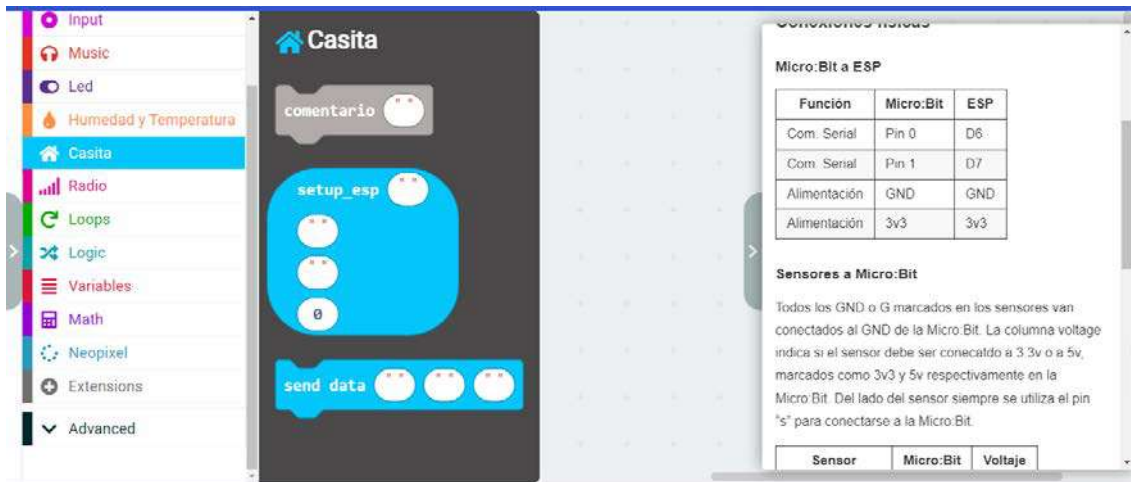 Input
Music
Led
Humedad y Temperatura
Casita
Radio
Loops
Logic
Variables
Math
Neopixel
Extensions
Advanced
Casita
comentario " "
setup_esp " "
" "
" "
0
send data " " " " " "
Conexiones físicas
Micro:Bit a ESP
Función Micro:Bit ESP
Com. Serial Pin 0 D6
Com. Serial Pin 1 D7
Alimentación GND GND
Alimentación 3v3 3v3
Sensores a Micro:Bit
Todos los GND o G marcados en los sensores van
conectados al GND de la Micro:Bit. La columna voltage
indica si el sensor debe ser conecatdo a 3.3v o a 5v,
marcados como 3v3 y 5v respectivamente en la
Micro:Bit. Del lado del sensor siempre se utiliza el pin
"s" para conectarse a la Micro:Bit.
Sensor Micro:Bit Voltaje